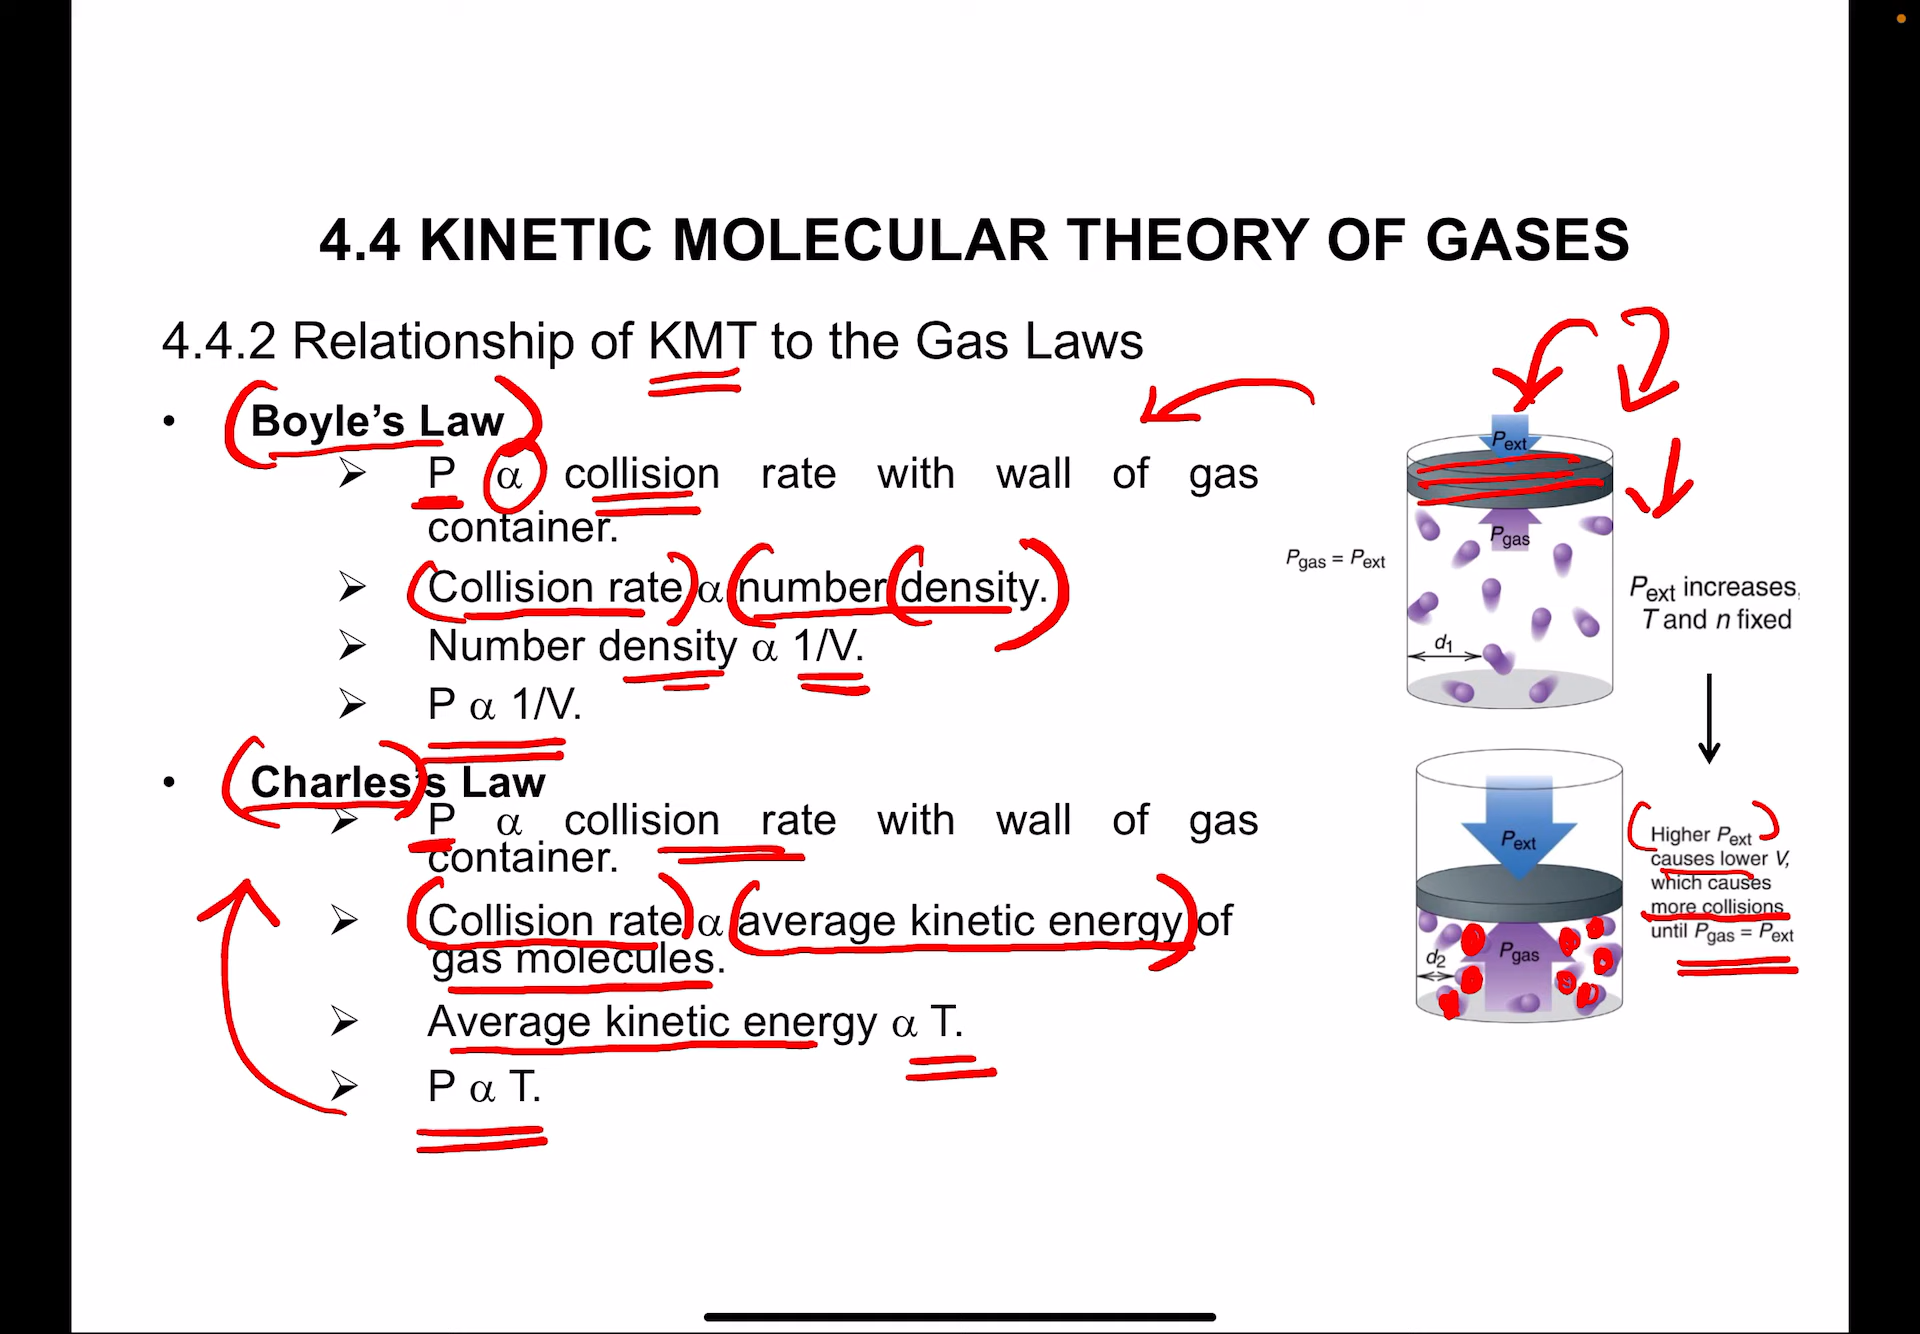 4.4 KINETIC MOLECULAR THEORY OF GASES
4.4.2 Relationship of KMT to the Gas Laws
• Boyle’s Law
➢ P α collision rate with wall of gas
container.
➢ Collision rate α number density.
➢ Number density α 1/V.
➢ P α 1/V.
• Charles’s Law
➢ P α collision rate with wall of gas
container.
➢ Collision rate α average kinetic energy of
gas molecules.
➢ Average kinetic energy α T.
➢ P α T.
Pext
Pgas
Pgas = Pext
d1
Pext increases,
T and n fixed
Pext
Pgas
d2
Higher Pext
causes lower V,
which causes
more collisions
until Pgas = Pext